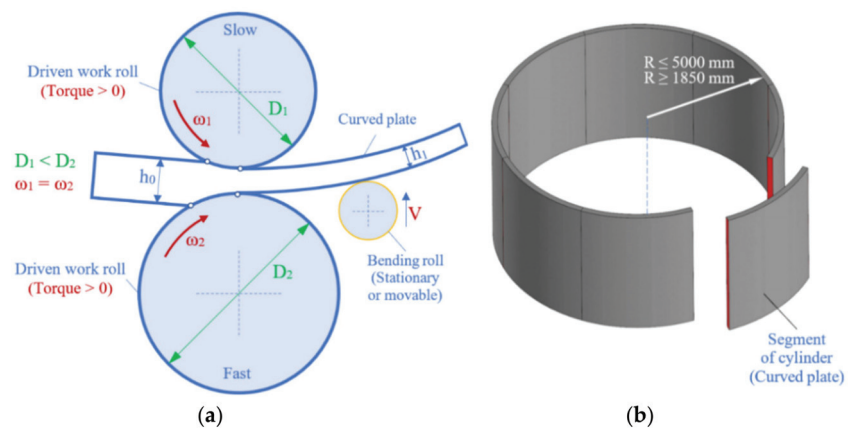 Slow
Driven work roll
(Torque > 0)
ω₁
D₁
Curved plate
D₁ < D₂
ω₁ = ω₂
h₀
h₁
V
ω₂
D₂
Bending roll
(Stationary
or movable)
Driven work roll
(Torque > 0)
Fast
(a)
R ≤ 5000 mm
R ≥ 1850 mm
Segment
of cylinder
(Curved plate)
(b)